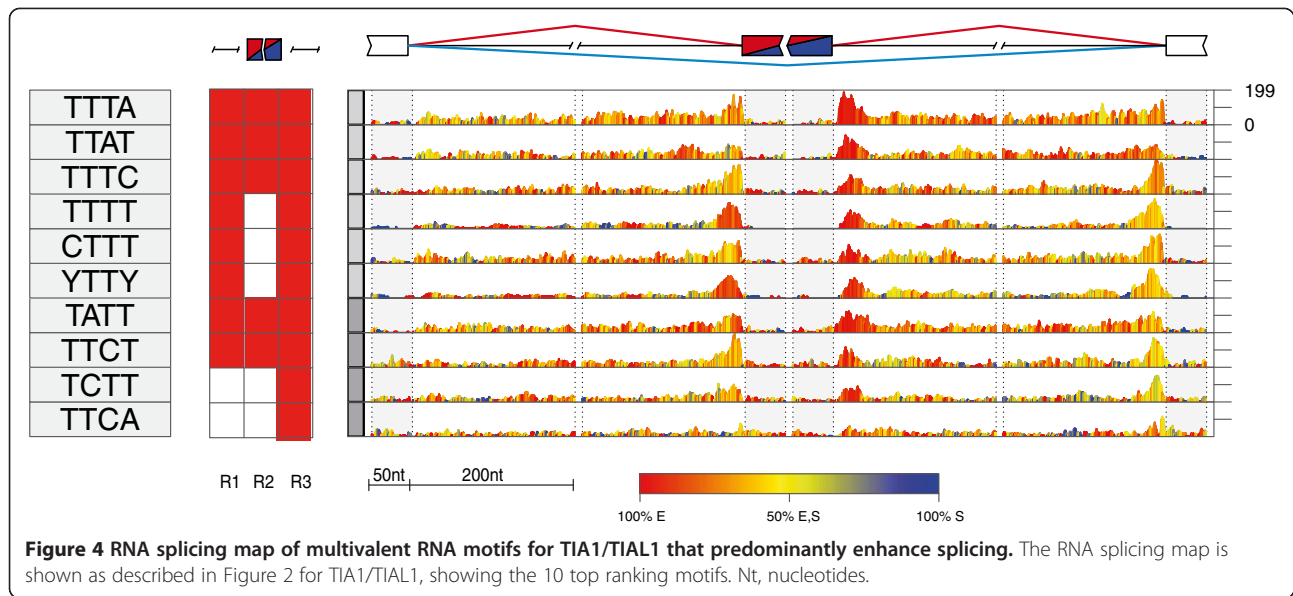 199
0
TTTA
TTAT
TTTC
TTTT
CTTT
YTTY
TATT
TTCT
TCTT
TTCA
R1 R2 R3
50nt 200nt
100% E 50% E,S 100% S
Figure 4 RNA splicing map of multivalent RNA motifs for TIA1/TIAL1 that predominantly enhance splicing. The RNA splicing map is
shown as described in Figure 2 for TIA1/TIAL1, showing the 10 top ranking motifs. Nt, nucleotides.